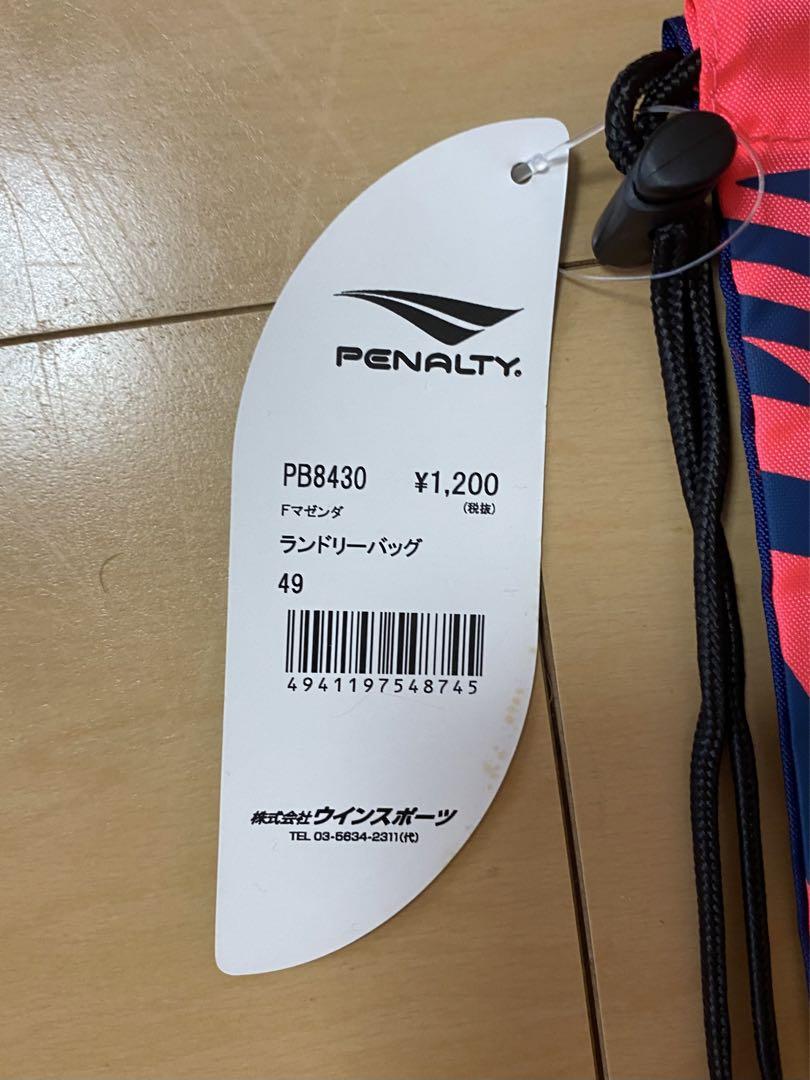 PENALTY.
PB8430 ¥1,200
Fマゼンダ (税抜)
ランドリーバッグ
49
4941197548745
株式会社ウインスポーツ
TEL 03-5634-2311(代)